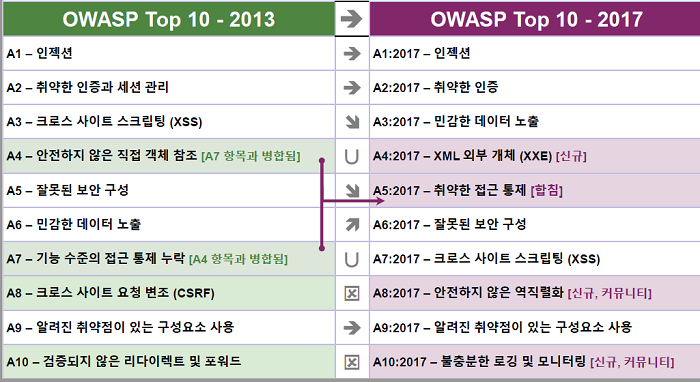 OWASP Top 10 - 2013 → OWASP Top 10 - 2017
A1 – 인젝션 → A1:2017 – 인젝션
A2 – 취약한 인증과 세션 관리 → A2:2017 – 취약한 인증
A3 – 크로스 사이트 스크립팅 (XSS) ↘ A3:2017 – 민감한 데이터 노출
A4 – 안전하지 않은 직접 객체 참조 [A7 항목과 병합됨] U A4:2017 – XML 외부 개체 (XXE) [신규]
A5 – 잘못된 보안 구성 ↘ A5:2017 – 취약한 접근 통제 [합침]
A6 – 민감한 데이터 노출 ↗ A6:2017 – 잘못된 보안 구성
A7 – 기능 수준의 접근 통제 누락 [A4 항목과 병합됨] U A7:2017 – 크로스 사이트 스크립팅 (XSS)
A8 – 크로스 사이트 요청 변조 (CSRF) ☒ A8:2017 – 안전하지 않은 역직렬화 [신규, 커뮤니티]
A9 – 알려진 취약점이 있는 구성요소 사용 → A9:2017 – 알려진 취약점이 있는 구성요소 사용
A10 – 검증되지 않은 리다이렉트 및 포워드 ☒ A10:2017 – 불충분한 로깅 및 모니터링 [신규, 커뮤니티]